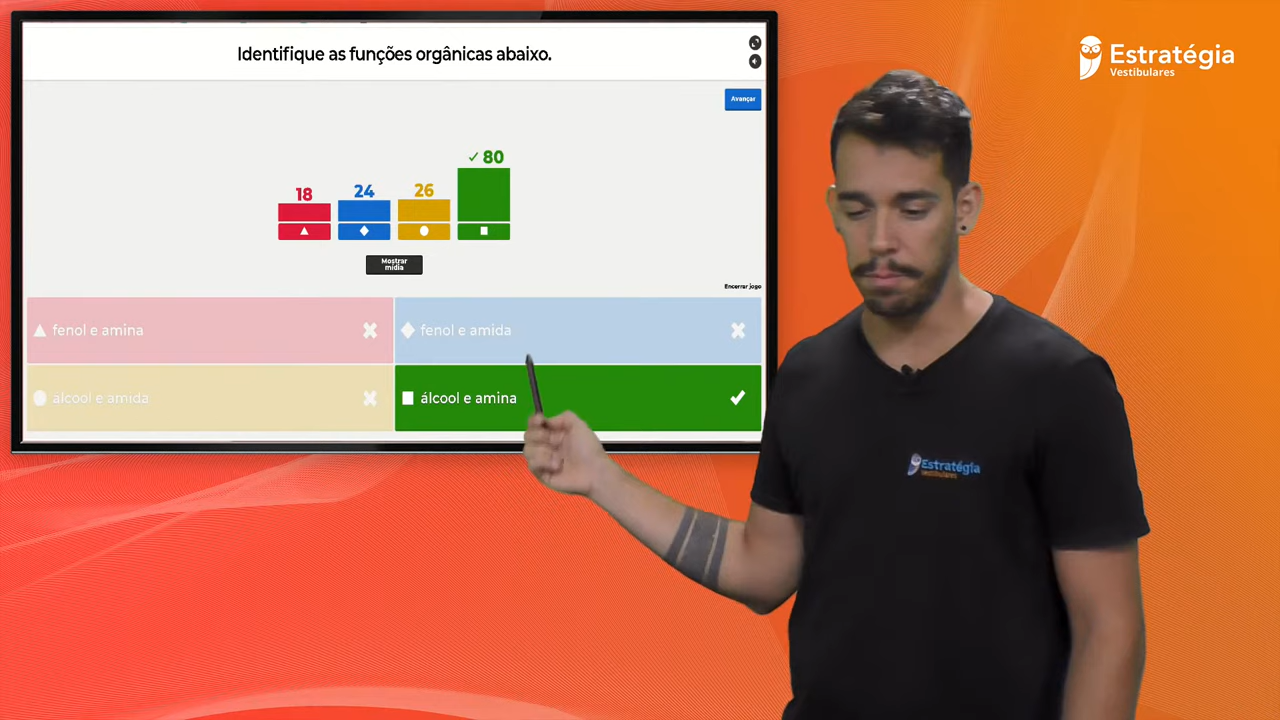 Identifique as funções orgânicas abaixo.
Estratégia
Vestibulares
Avançar
18
24
26
80
Mostrar
mídia
Encerrar jogo
fenol e amina
fenol e amida
álcool e amida
álcool e amina
Estratégia
Vestibulares